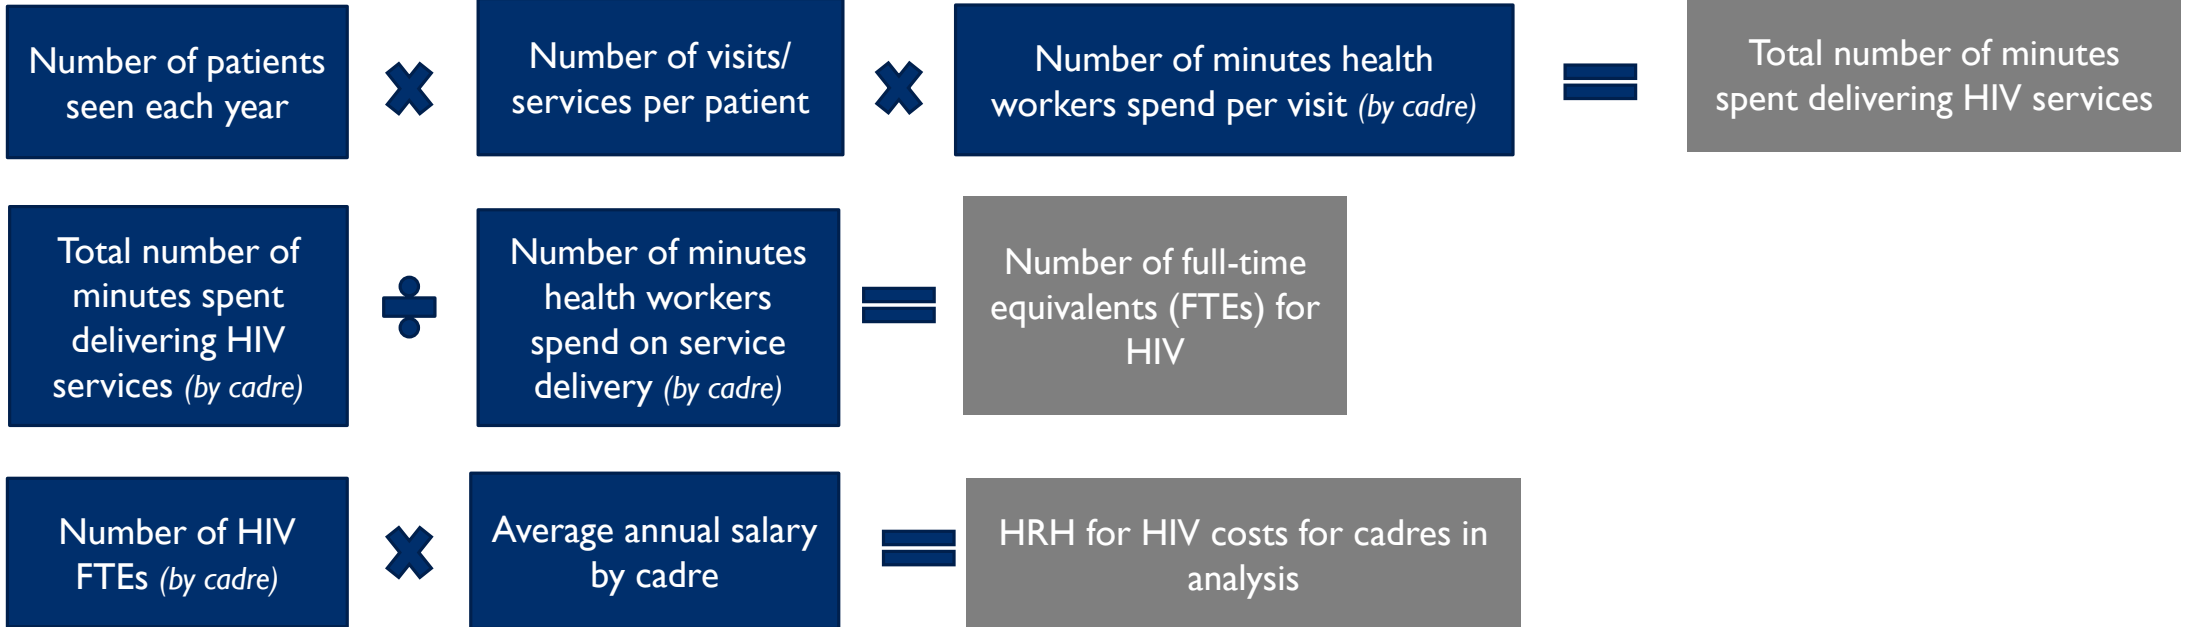 Number of patients
seen each year
Number of visits/
services per patient
Number of minutes health
workers spend per visit (by cadre)
Total number of minutes
spent delivering HIV services
Total number of
minutes spent
delivering HIV
services (by cadre)
Number of minutes
health workers
spend on service
delivery (by cadre)
Number of full-time
equivalents (FTEs) for
HIV
Number of HIV
FTEs (by cadre)
Average annual salary
by cadre
HRH for HIV costs for cadres in
analysis